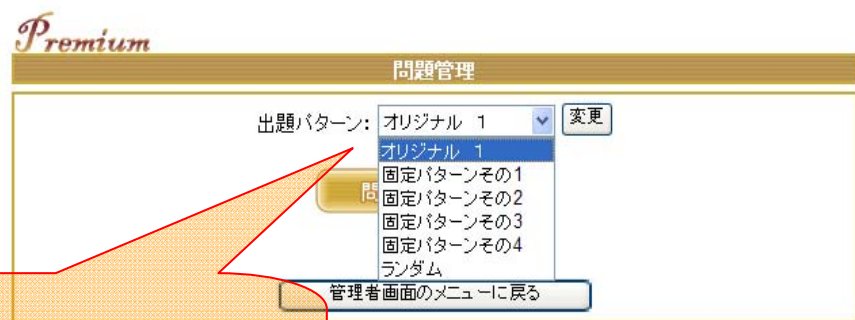 Premium
問題管理
出題パターン: オリジナル 1 変更
オリジナル 1
固定パターンその1
問
固定パターンその2
固定パターンその3
固定パターンその4
ランダム
管理者画面のメニューに戻る